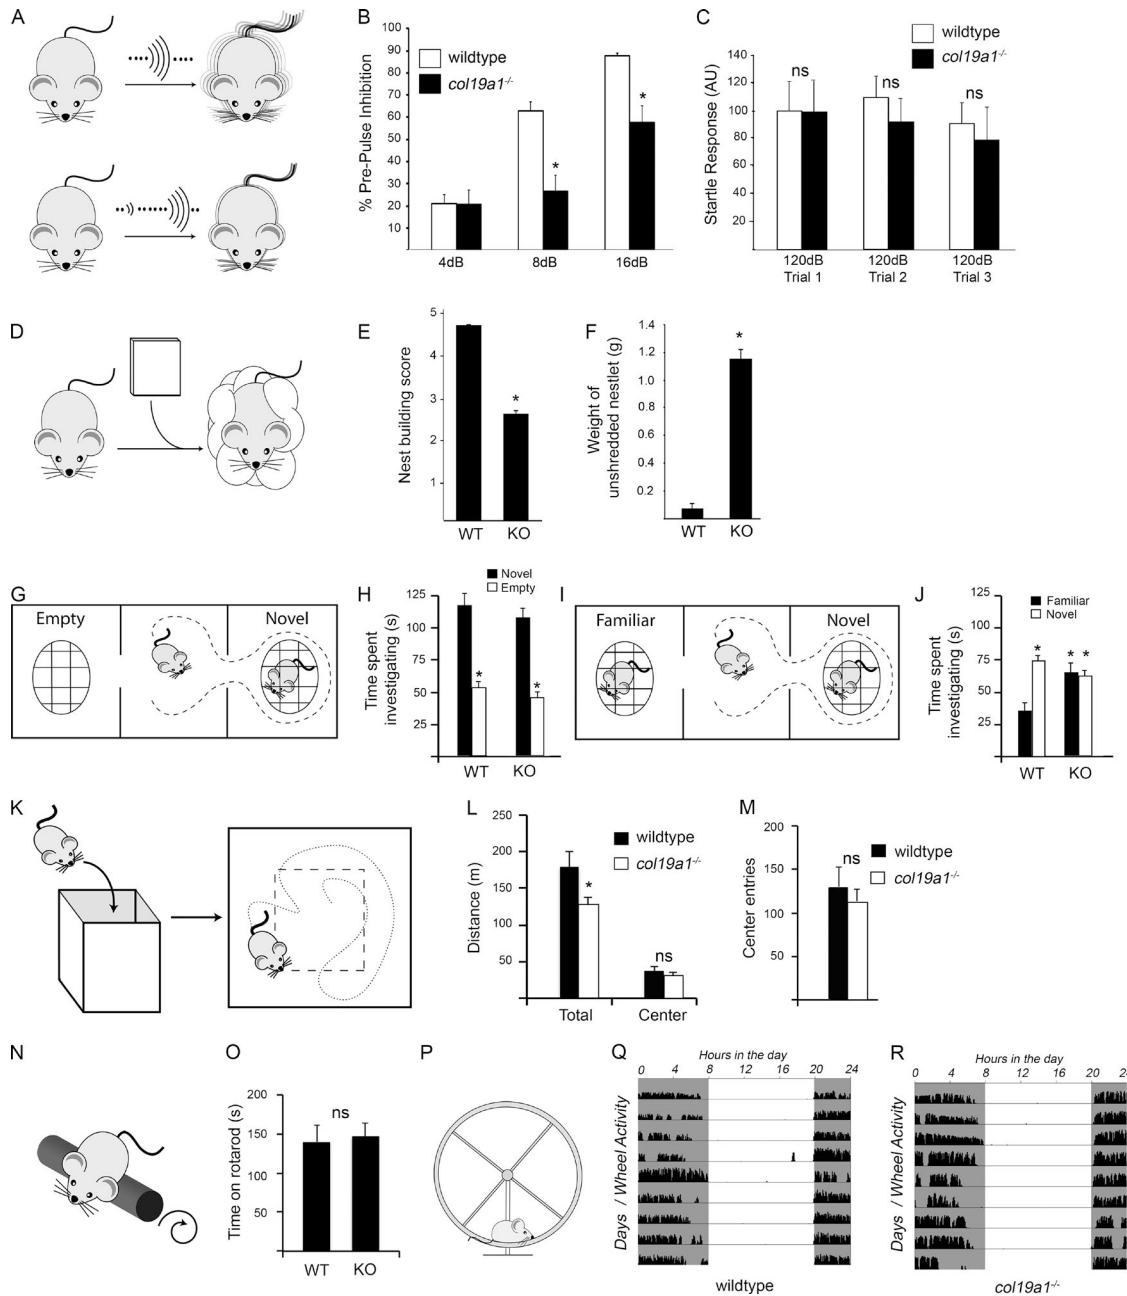 A
B
100
90
80
70
60
50
40
30
20
10
% Pre-Pulse Inhibition
wildtype
col19a1-/-
*
*
4dB
8dB
16dB
C
140
120
100
80
60
40
20
Startle Response (AU)
wildtype
col19a1-/-
ns
ns
ns
120dB
Trial 1
120dB
Trial 2
120dB
Trial 3
D
E
5
4
3
2
1
Nest building score
*
WT
KO
F
1.4
1.2
1.0
0.8
0.6
0.4
0.2
Weight of
unshredded nestlet (g)
*
WT
KO
G
Empty
Novel
H
125
100
75
50
25
Time spent
investigating (s)
Novel
Empty
*
*
WT
KO
I
Familiar
Novel
J
125
100
75
50
25
Time spent
investigating (s)
Familiar
Novel
*
* *
WT
KO
K
L
250
200
150
100
50
Distance (m)
wildtype
col19a1-/-
*
ns
Total
Center
M
200
150
100
50
Center entries
wildtype
col19a1-/-
ns
N
O
200
150
100
50
Time on rotarod (s)
ns
WT
KO
P
Q
Hours in the day
0 4 8 12 16 20 24
Days / Wheel Activity
wildtype
R
Hours in the day
0 4 8 12 16 20 24
Days / Wheel Activity
col19a1-/-